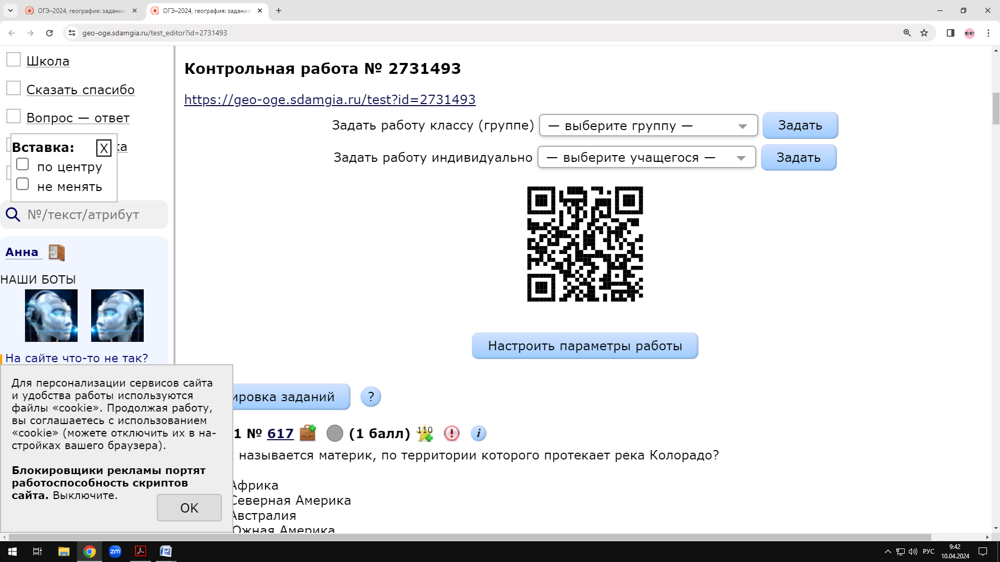 ОГЭ–2024, география: задания
ОГЭ–2024, география: задания
geo-oge.sdamgia.ru/test_editor?id=2731493
Школа
Сказать спасибо
Вопрос — ответ
ка
Вставка:
X
по центру
не менять
№/текст/атрибут
Анна
НАШИ БОТЫ
На сайте что-то не так?
Для персонализации сервисов сайта
и удобства работы используются
файлы «cookie». Продолжая работу,
вы соглашаетесь с использованием
«cookie» (можете отключить их в на-
стройках вашего браузера).
Блокировщики рекламы портят
работоспособность скриптов
сайта. Выключите.
OK
Контрольная работа № 2731493
https://geo-oge.sdamgia.ru/test?id=2731493
Задать работу классу (группе) — выберите группу — Задать
Задать работу индивидуально — выберите учащегося — Задать
Настроить параметры работы
ировка заданий ?
1 № 617 (1 балл) 110 ! i
называется материк, по территории которого протекает река Колорадо?
Африка
Северная Америка
Австралия
Южная Америка
zm
РУС
9:42
10.04.2024